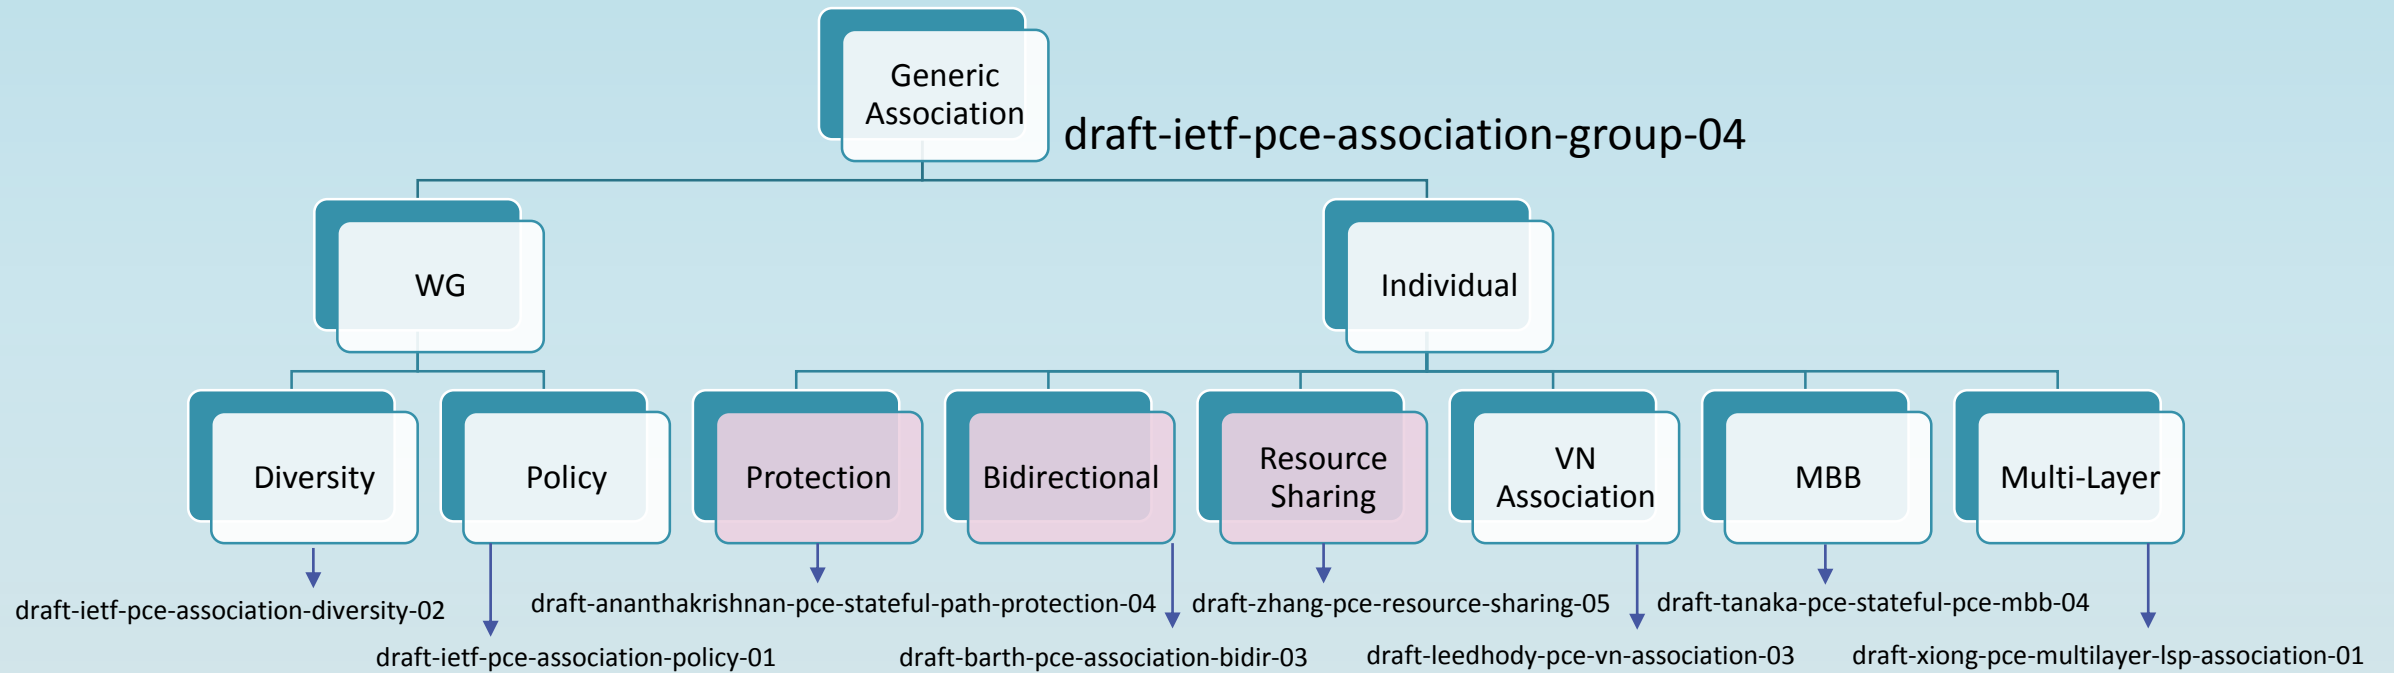 Generic
Association
draft-ietf-pce-association-group-04
WG
Individual
Diversity
Policy
Protection
Bidirectional
Resource
Sharing
VN
Association
MBB
Multi-Layer
draft-ietf-pce-association-diversity-02
draft-ananthakrishnan-pce-stateful-path-protection-04
draft-zhang-pce-resource-sharing-05
draft-tanaka-pce-stateful-pce-mbb-04
draft-ietf-pce-association-policy-01
draft-barth-pce-association-bidir-03
draft-leedhody-pce-vn-association-03
draft-xiong-pce-multilayer-lsp-association-01